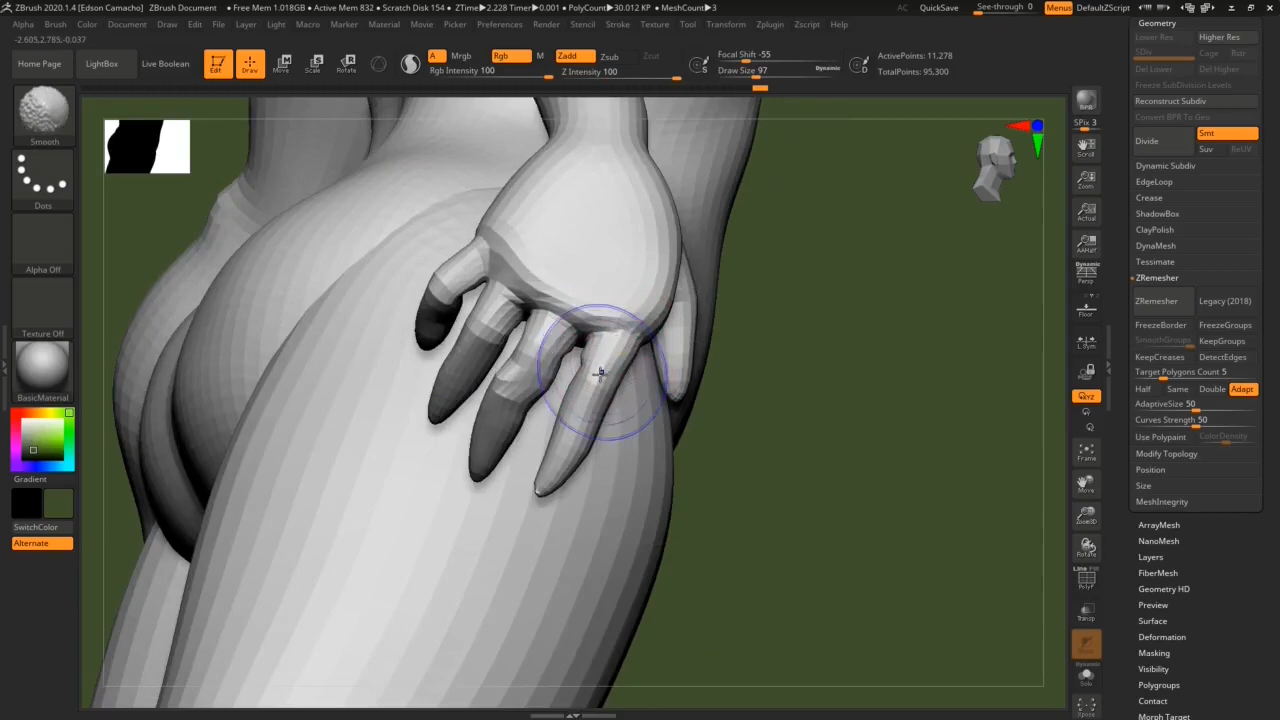 ZBrush 2020.1.4 [Edson Camacho] ZBrush Document • Free Mem 1.018GB • Active Mem 832 • Scratch Disk 154 • ZTime▶2.228 Timer▶0.001 • PolyCount▶30.012 KP • MeshCount▶3
AC QuickSave See-through 0 Menus DefaultZScript
Alpha Brush Color Document Draw Edit File Layer Light Macro Marker Material Movie Picker Preferences Render Stencil Stroke Texture Tool Transform Zplugin Zscript Help
-2.605,2.785,-0.037
Home Page LightBox Live Boolean Edit Draw Move Scale Rotate
A Mrgb Rgb M Zadd Zsub Zcut
Rgb Intensity 100 Z Intensity 100
Focal Shift -55
Draw Size 97 Dynamic
S
D
ActivePoints: 11,278
TotalPoints: 95,300
Smooth
Dots
Alpha Off
Texture Off
BasicMaterial
Gradient
SwitchColor
Alternate
BPR
SPix 3
Scroll
Zoom
Actual
AAHalf
Dynamic
Persp
Floor
L.Sym
XYZ
Frame
Move
Zoom3D
Rotate
Line Fill
PolyF
Transp
Dynamic
Solo
Xpose
Geometry
Lower Res Higher Res
SDiv Cage Rstr
Del Lower Del Higher
Freeze SubDivision Levels
Reconstruct Subdiv
Convert BPR To Geo
Divide Smt
Suv ReUV
Dynamic Subdiv
EdgeLoop
Crease
ShadowBox
ClayPolish
DynaMesh
Tessimate
ZRemesher
ZRemesher Legacy (2018)
FreezeBorder FreezeGroups
SmoothGroups KeepGroups
KeepCreases DetectEdges
Target Polygons Count 5
Half Same Double Adapt
AdaptiveSize 50
Curves Strength 50
Use Polypaint ColorDensity
Modify Topology
Position
Size
MeshIntegrity
ArrayMesh
NanoMesh
Layers
FiberMesh
Geometry HD
Preview
Surface
Deformation
Masking
Visibility
Polygroups
Contact
Morph Target